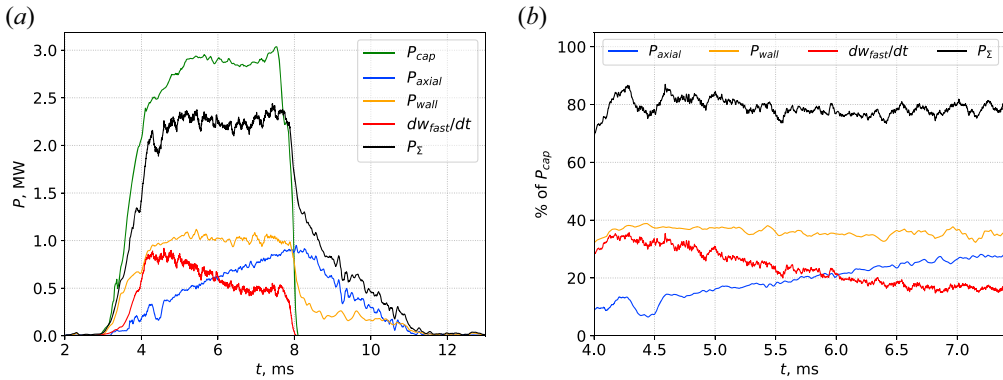 (a)
P, MW
3.0
2.5
2.0
1.5
1.0
0.5
0.0
2 4 6 8 10 12
t, ms
P_cap
P_axial
P_wall
dw_fast/dt
P_Σ
(b)
% of P_cap
100
80
60
40
20
0
4.0 4.5 5.0 5.5 6.0 6.5 7.0
t, ms
P_axial P_wall dw_fast/dt P_Σ